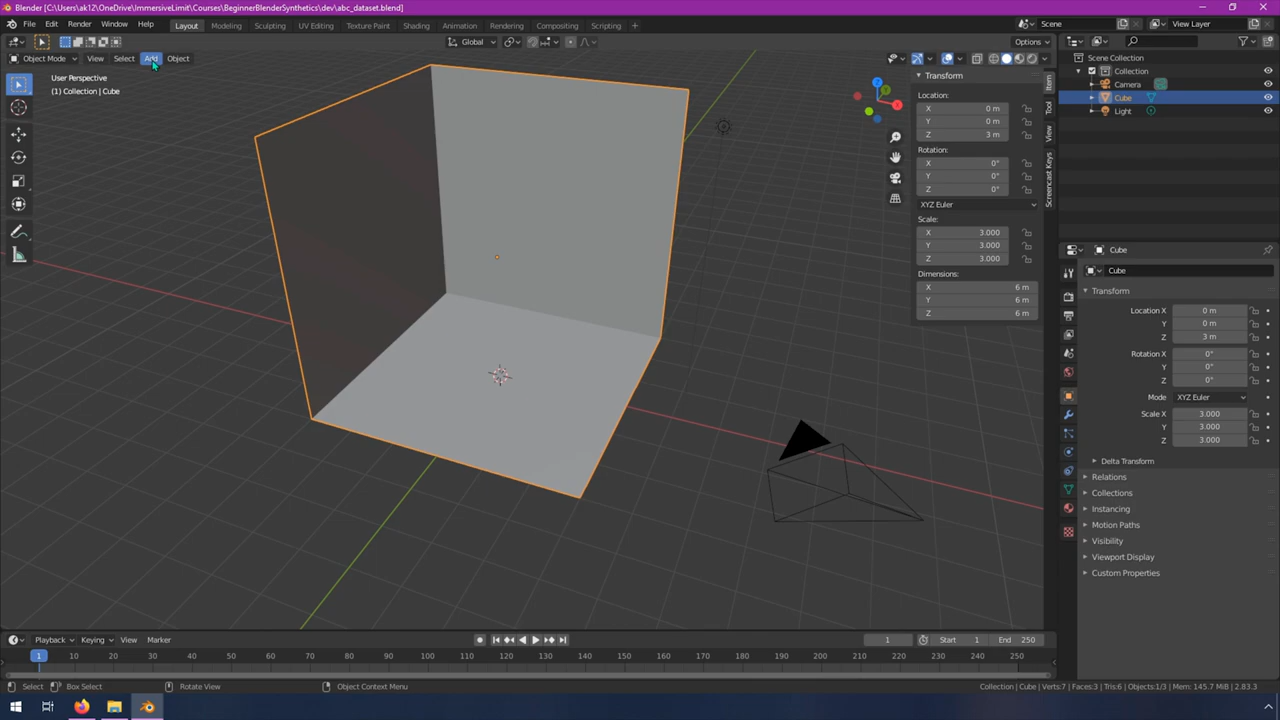 Blender [C:\Users\ak12\OneDrive\ImmersiveLimit\Courses\BeginnerBlenderSynthetics\dev\abc_dataset.blend]
File Edit Render Window Help Layout Modeling Sculpting UV Editing Texture Paint Shading Animation Rendering Compositing Scripting Scene View Layer
Global Options
Object Mode View Select Add Object
User Perspective
(1) Collection | Cube
Transform
Location:
X 0 m
Y 0 m
Z 3 m
Rotation:
X 0°
Y 0°
Z 0°
XYZ Euler
Scale:
X 3.000
Y 3.000
Z 3.000
Dimensions:
X 6 m
Y 6 m
Z 6 m
Item
Tool
View
Screencast Keys
Scene Collection
Collection
Camera
Cube
Light
Cube
Cube
Transform
Location X 0 m
Y 0 m
Z 3 m
Rotation X 0°
Y 0°
Z 0°
Mode XYZ Euler
Scale X 3.000
Y 3.000
Z 3.000
Delta Transform
Relations
Collections
Instancing
Motion Paths
Visibility
Viewport Display
Custom Properties
Playback Keying View Marker 1 Start 1 End 250
1 10 20 30 40 50 60 70 80 90 100 110 120 130 140 150 160 170 180 190 200 210 220 230 240 250
Select Box Select Rotate View Object Context Menu Collection | Cube | Verts:7 | Faces:3 | Tris:6 | Objects:1/3 | Mem: 145.7 MiB | 2.83.3